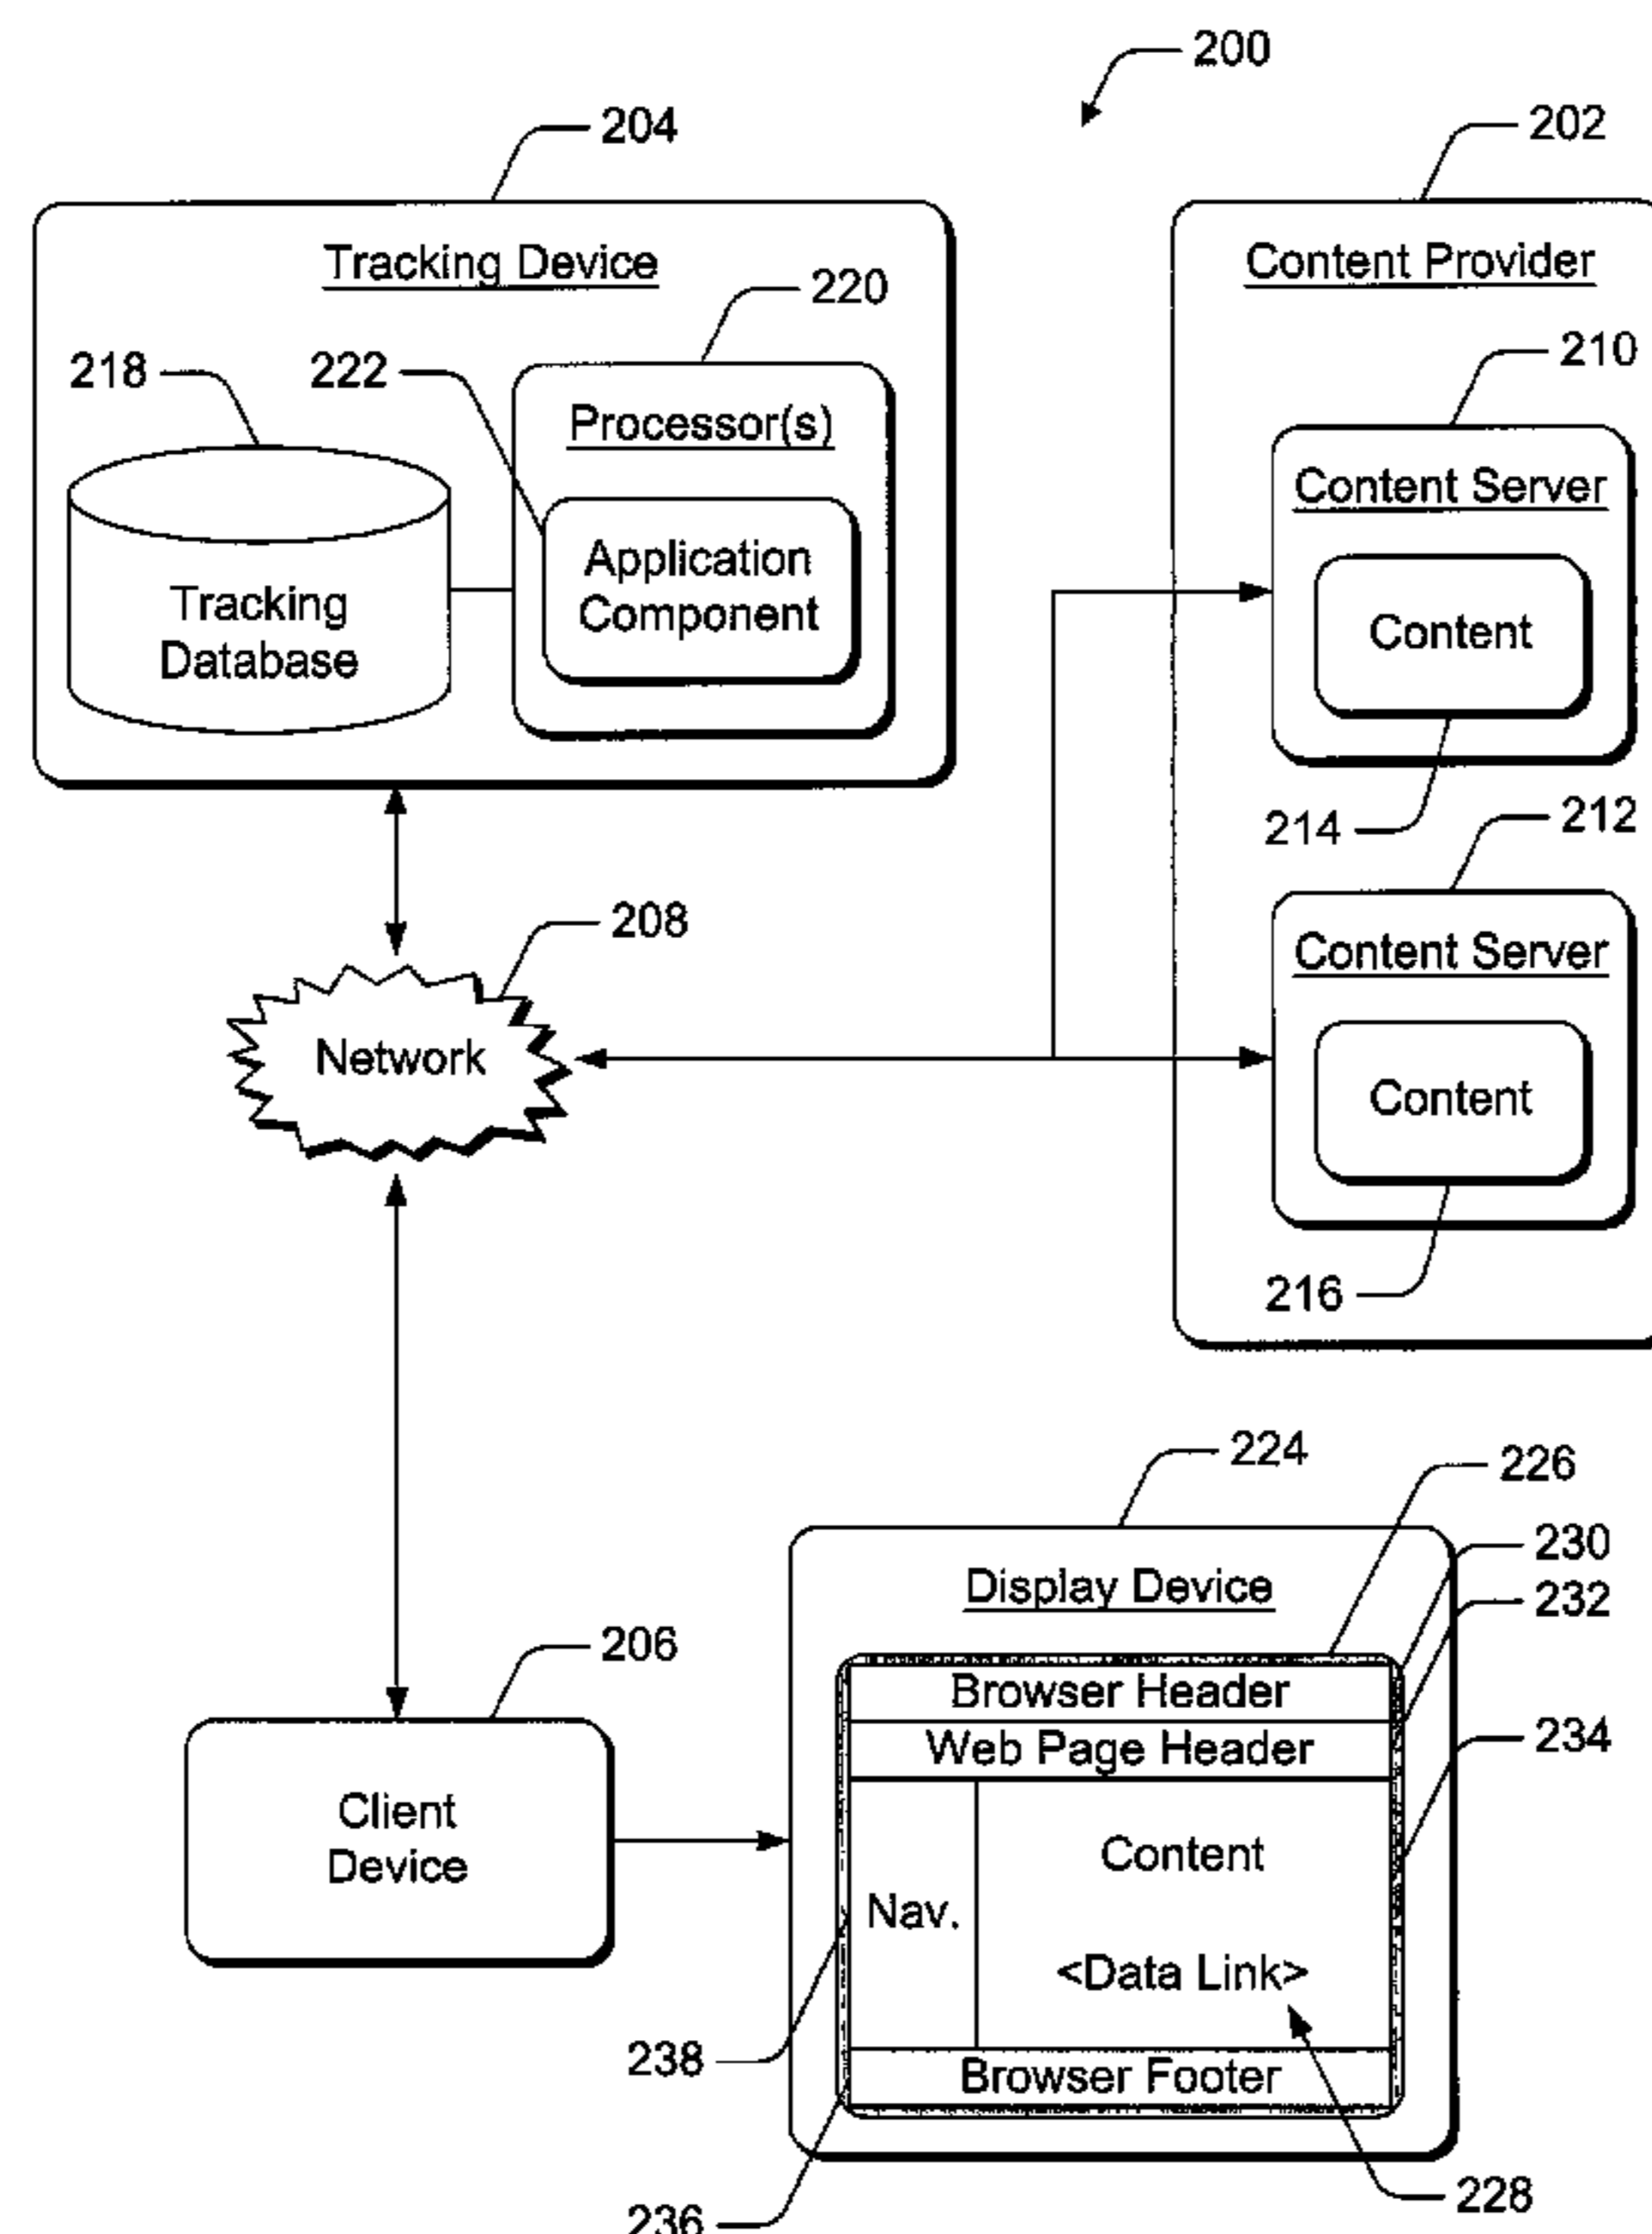 200
204
202
Tracking Device
Content Provider
220
210
218
222
Processor(s)
Content Server
Application
Component
Tracking
Database
Content
214
212
208
Content Server
Network
Content
216
224
226
230
Display Device
232
206
Browser Header
234
Web Page Header
Client
Device
Content
Nav.
<Data Link>
238
Browser Footer
228
236